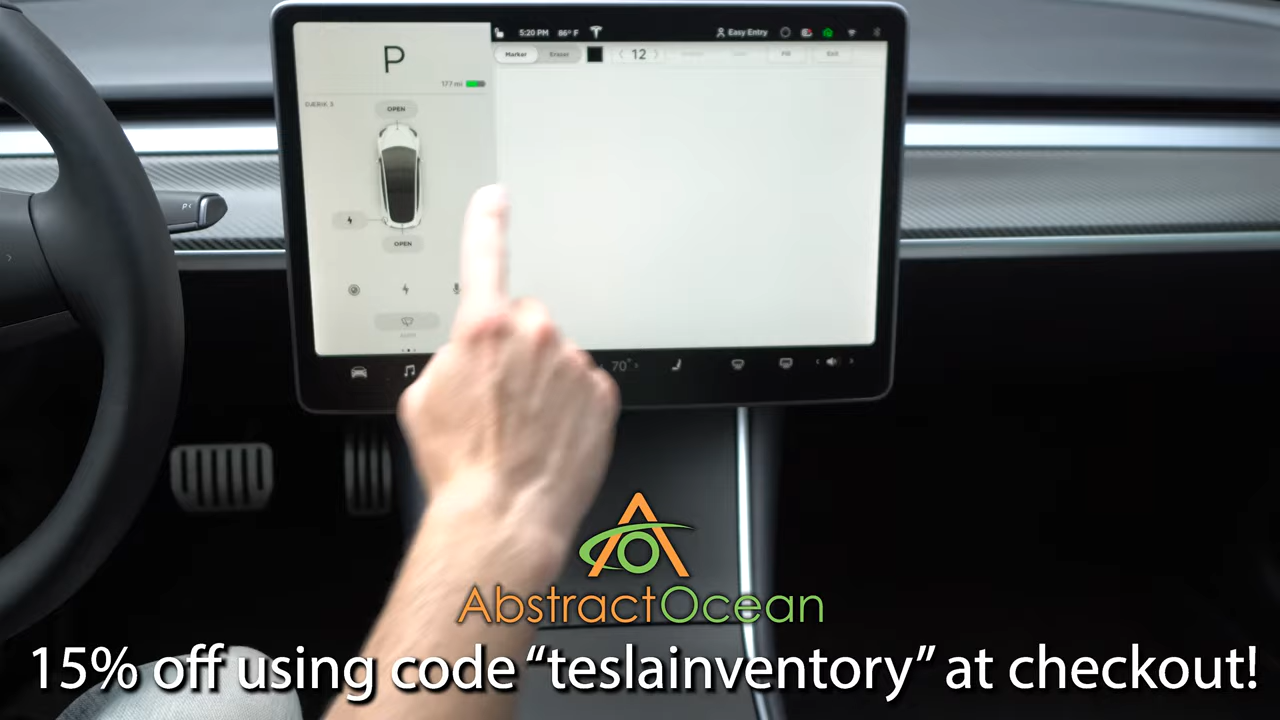 5:20 PM 86° F
Easy Entry
P
Marker Eraser
12
Fill
Exit
177 mi
OPEN
OPEN
P<
70°
AbstractOcean
15% off using code “teslainventory” at checkout!